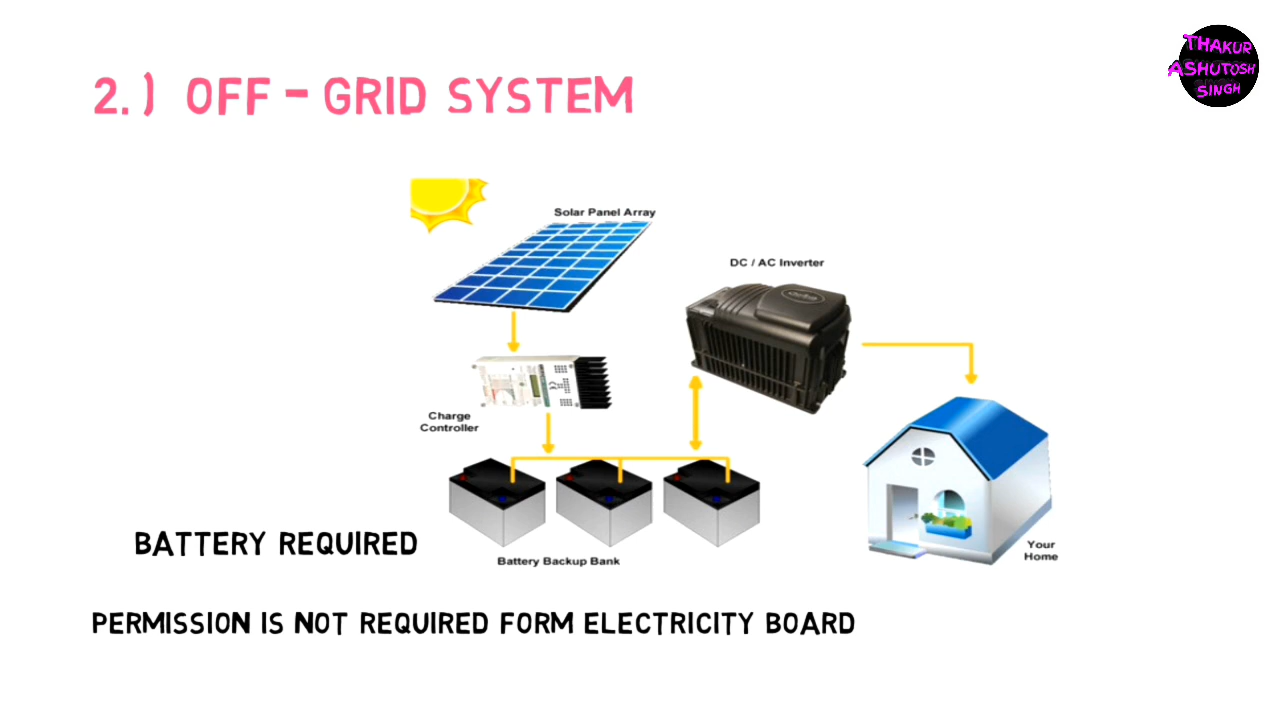 2.) OFF - GRID SYSTEM
THAKUR
ASHUTOSH
SINGH
Solar Panel Array
DC / AC Inverter
Charge
Controller
Battery Backup Bank
Your
Home
BATTERY REQUIRED
PERMISSION IS NOT REQUIRED FORM ELECTRICITY BOARD